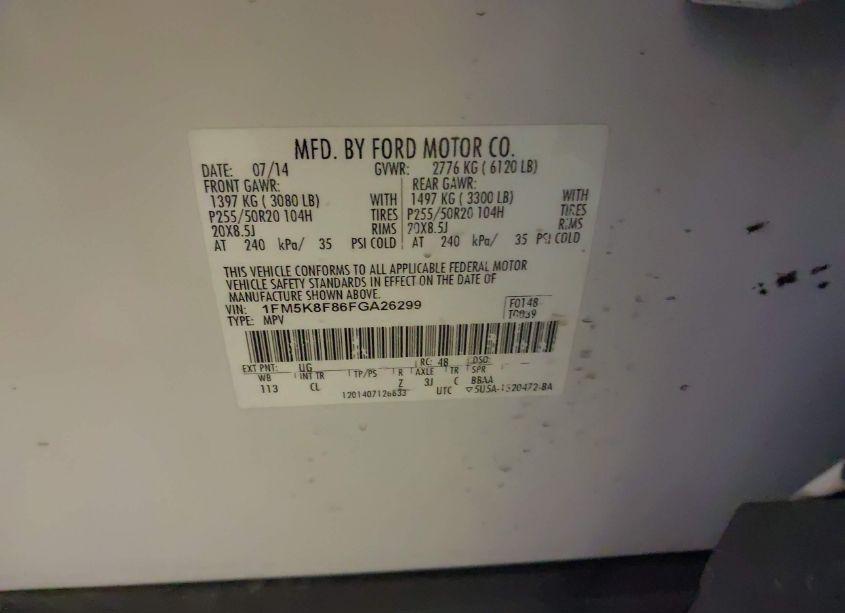 MFD. BY FORD MOTOR CO.
DATE: 07/14 GVWR: 2776 KG ( 6120 LB)
FRONT GAWR: REAR GAWR:
1397 KG ( 3080 LB) WITH 1497 KG ( 3300 LB) WITH
P255/50R20 104H TIRES P255/50R20 104H TIRES
20X8.5J RIMS 20X8.5J RIMS
AT 240 kPa/ 35 PSI COLD AT 240 kPa/ 35 PSI COLD
THIS VEHICLE CONFORMS TO ALL APPLICABLE FEDERAL MOTOR
VEHICLE SAFETY STANDARDS IN EFFECT ON THE DATE OF
MANUFACTURE SHOWN ABOVE.
VIN: 1FM5K8F86FGA26299 F0148
TYPE: MPV T0039
EXT PNT: UG RC: 48 DSO:
WB INT TR TP/PS R AXLE TR SPR
113 CL Z 3J C BBAA
1201407126633 UTC ▽5U5A-1520472-BA